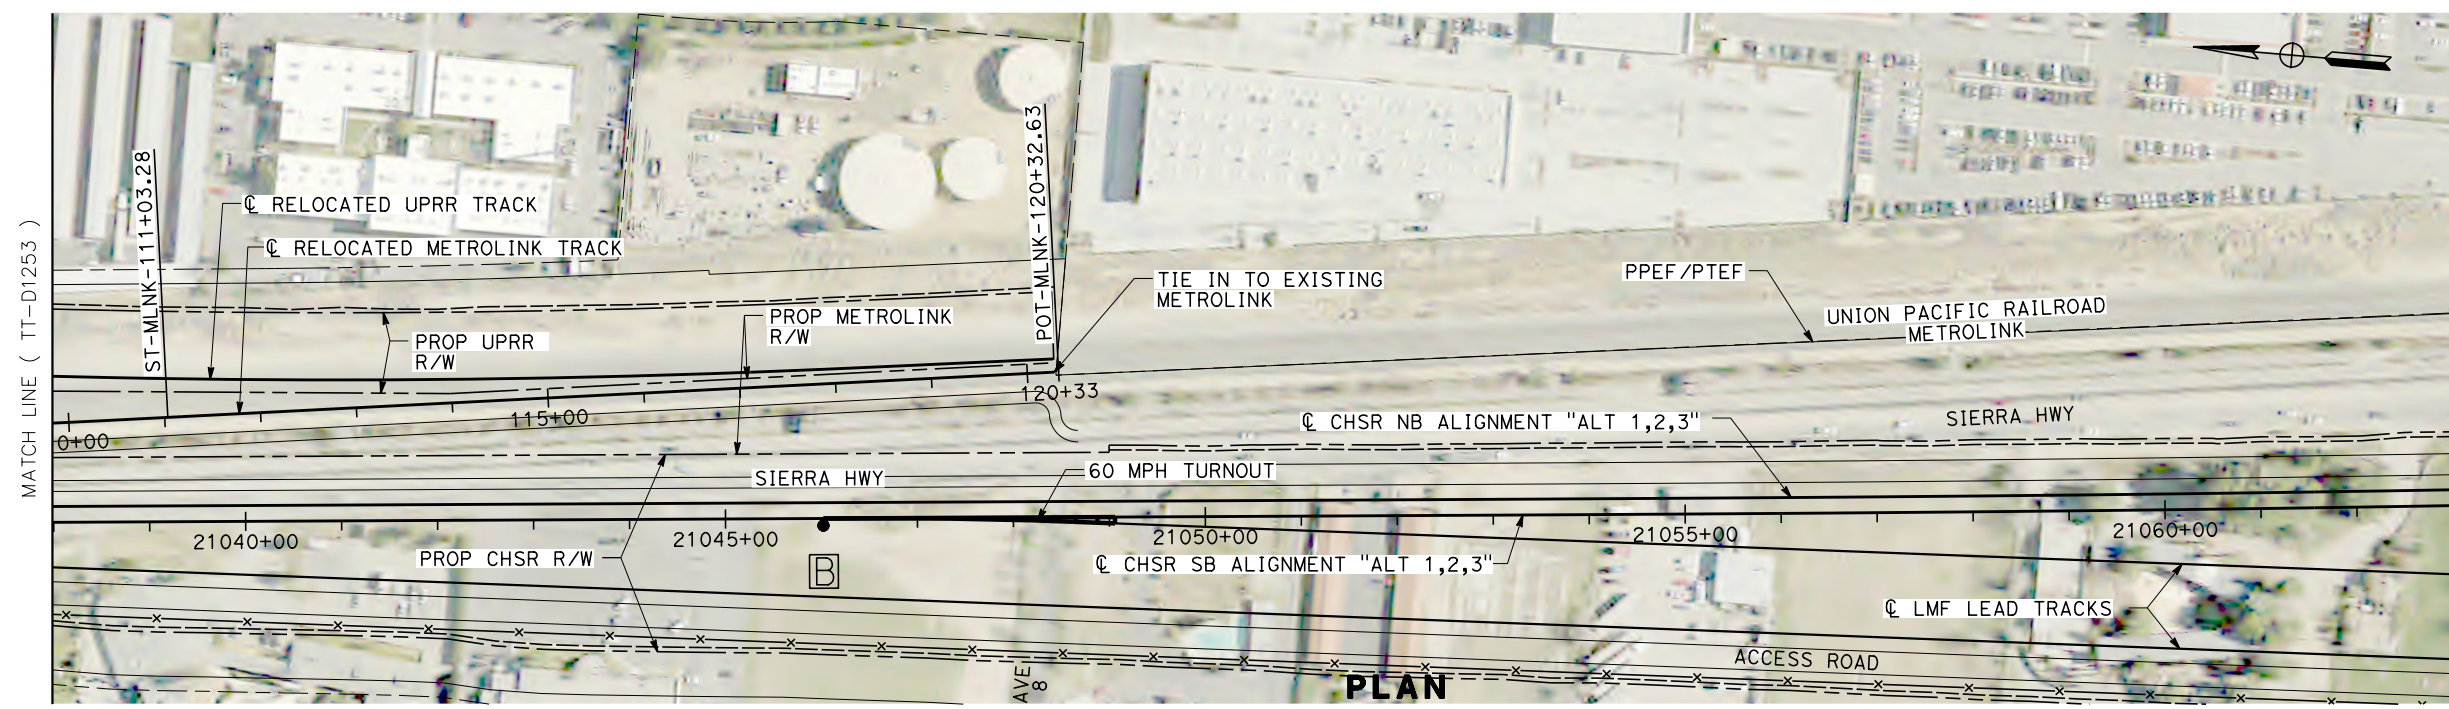 MATCH LINE ( TT-D1253 )
ST-MLNK-111+03.28
℄ RELOCATED UPRR TRACK
℄ RELOCATED METROLINK TRACK
PROP UPRR
R/W
PROP METROLINK
R/W
POT-MLNK-120+32.63
TIE IN TO EXISTING
METROLINK
PPEF/PTEF
UNION PACIFIC RAILROAD
METROLINK
0+00
115+00
120+33
℄ CHSR NB ALIGNMENT "ALT 1,2,3"
SIERRA HWY
SIERRA HWY
60 MPH TURNOUT
21040+00
21045+00
21050+00
21055+00
21060+00
PROP CHSR R/W
B
℄ CHSR SB ALIGNMENT "ALT 1,2,3"
℄ LMF LEAD TRACKS
ACCESS ROAD
AVE
8
PLAN